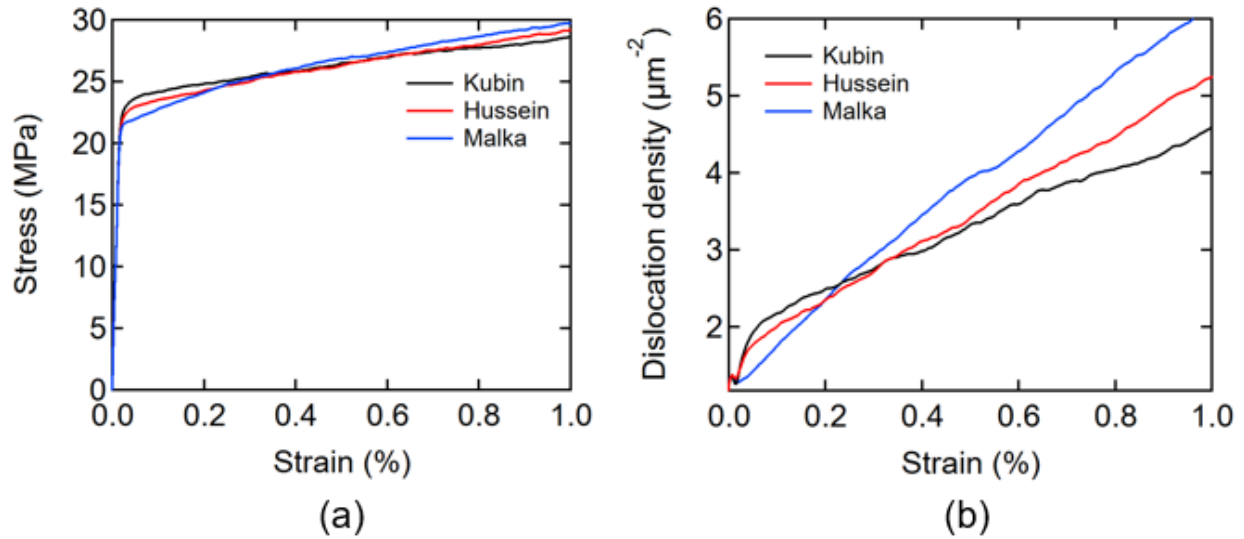 30
25
20
15
10
5
0
Stress (MPa)
Kubin
Hussein
Malka
0.0 0.2 0.4 0.6 0.8 1.0
Strain (%)
(a)
6
5
4
3
2
Dislocation density (µm⁻²)
Kubin
Hussein
Malka
0.0 0.2 0.4 0.6 0.8 1.0
Strain (%)
(b)